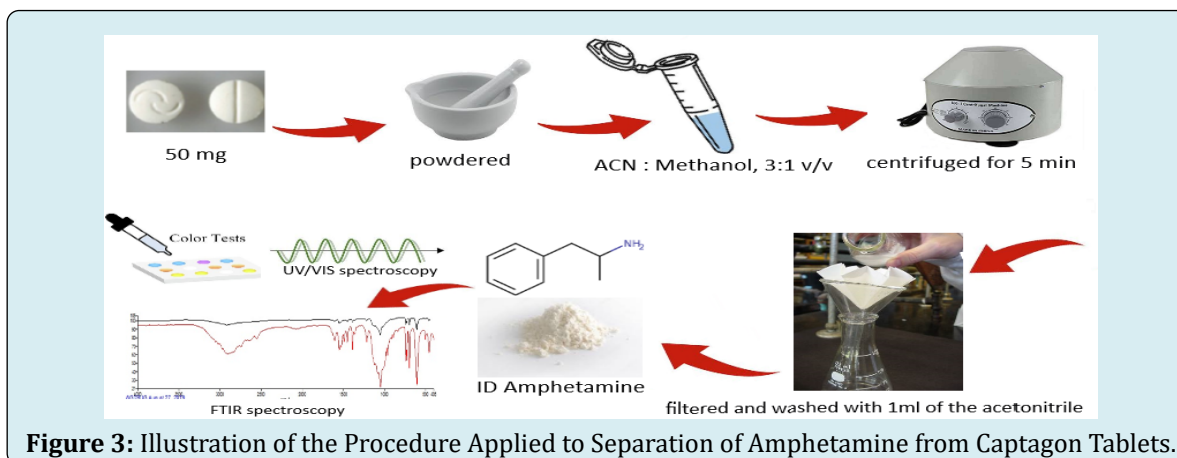 50 mg
powdered
ACN : Methanol, 3:1 v/v
centrifuged for 5 min
Color Tests
UV/VIS spectroscopy
NH₂
FTIR spectroscopy
ID Amphetamine
filtered and washed with 1ml of the acetonitrile
Figure 3: Illustration of the Procedure Applied to Separation of Amphetamine from Captagon Tablets.